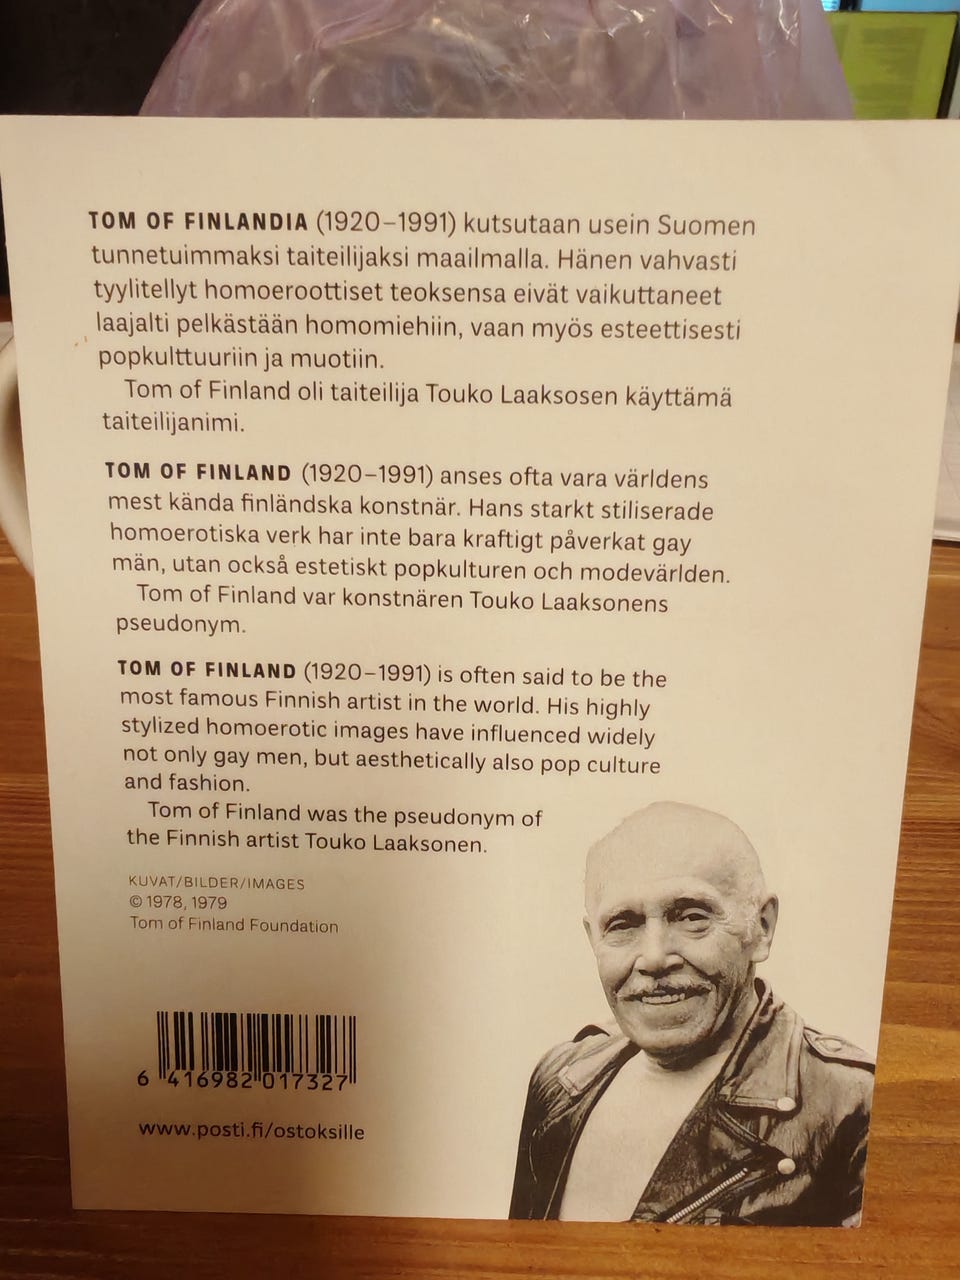 TOM OF FINLANDIA (1920–1991) kutsutaan usein Suomen
tunnetuimmaksi taiteilijaksi maailmalla. Hänen vahvasti
tyylitellyt homoeroottiset teoksensa eivät vaikuttaneet
laajalti pelkästään homomiehiin, vaan myös esteettisesti
popkulttuuriin ja muotiin.
Tom of Finland oli taiteilija Touko Laaksosen käyttämä
taiteilijanimi.
TOM OF FINLAND (1920–1991) anses ofta vara världens
mest kända finländska konstnär. Hans starkt stiliserade
homoerotiska verk har inte bara kraftigt påverkat gay
män, utan också estetiskt popkulturen och modevärlden.
Tom of Finland var konstnären Touko Laaksonens
pseudonym.
TOM OF FINLAND (1920–1991) is often said to be the
most famous Finnish artist in the world. His highly
stylized homoerotic images have influenced widely
not only gay men, but aesthetically also pop culture
and fashion.
Tom of Finland was the pseudonym of
the Finnish artist Touko Laaksonen.
KUVAT/BILDER/IMAGES
© 1978, 1979
Tom of Finland Foundation
6 416982 017327
www.posti.fi/ostoksille